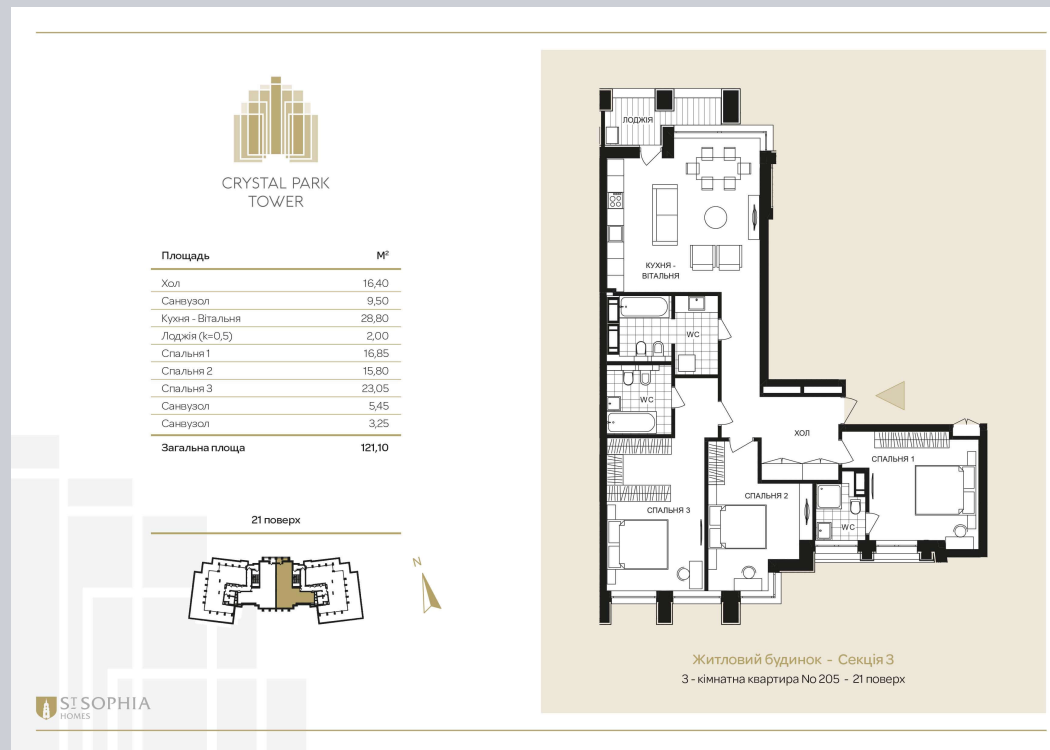 CRYSTAL PARK
TOWER
Площадь М²
Хол 16,40
Санвузол 9,50
Кухня - Вітальня 28,80
Лоджія (k=0,5) 2,00
Спальня 1 16,85
Спальня 2 15,80
Спальня 3 23,05
Санвузол 5,45
Санвузол 3,25
Загальна площа 121,10
21 поверх
N
ST SOPHIA
HOMES
ЛОДЖІЯ
КУХНЯ -
ВІТАЛЬНЯ
WC
WC
ХОЛ
СПАЛЬНЯ 1
СПАЛЬНЯ 2
СПАЛЬНЯ 3
WC
Житловий будинок - Секція 3
3 - кімнатна квартира No 205 - 21 поверх